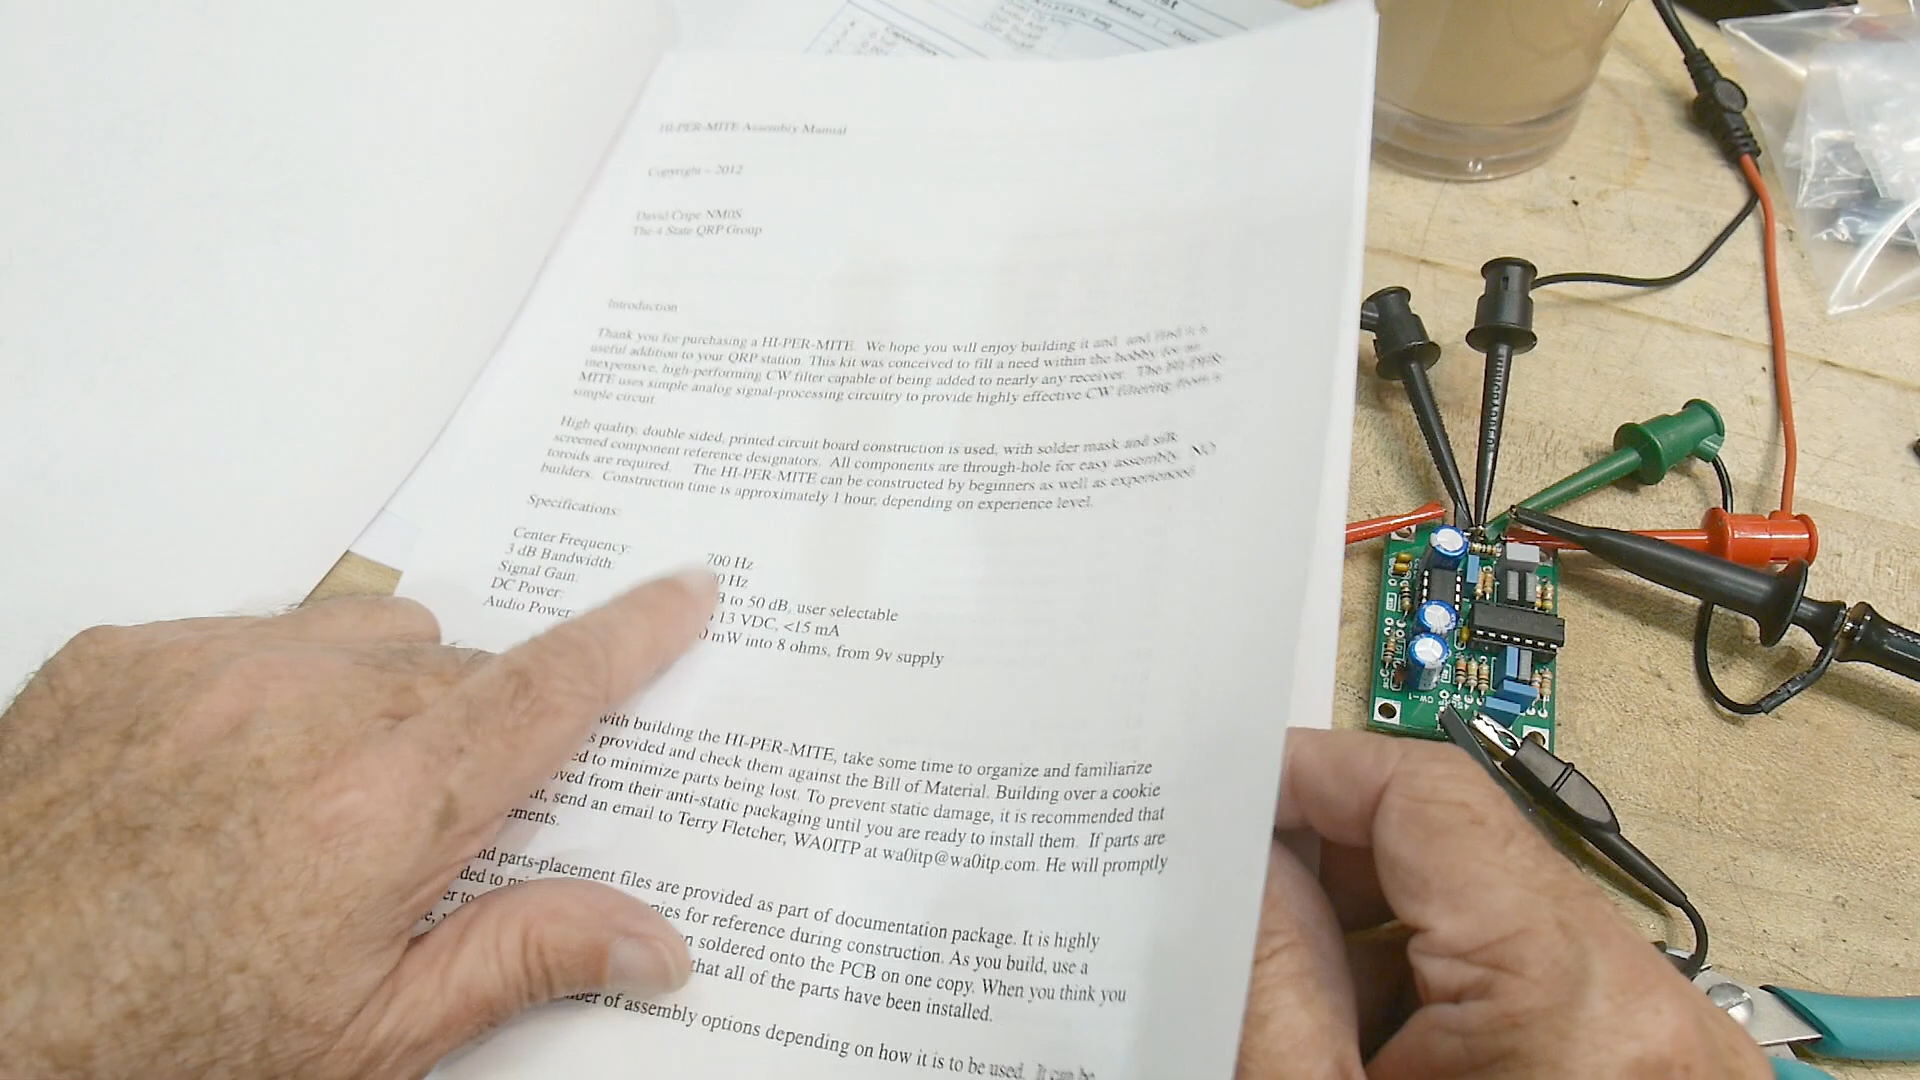 Capacitors
Marked
HI-PER-MITE Assembly Manual
Copyright – 2012
David Cripe NM0S
The 4 State QRP Group
Introduction
Thank you for purchasing a HI-PER-MITE. We hope you will enjoy building it and and find it a
useful addition to your QRP station. This kit was conceived to fill a need within the hobby for an
inexpensive, high-performing CW filter capable of being added to nearly any receiver. The HI-PER-
MITE uses simple analog signal-processing circuitry to provide highly effective CW filtering from a
simple circuit.
High quality, double sided, printed circuit board construction is used, with solder mask and silk
screened component reference designators. All components are through-hole for easy assembly. NO
toroids are required. The HI-PER-MITE can be constructed by beginners as well as experienced
builders. Construction time is approximately 1 hour, depending on experience level.
Specifications:
Center Frequency: 700 Hz
3 dB Bandwidth: Hz
Signal Gain: to 50 dB, user selectable
DC Power: 13 VDC, <15 mA
Audio Power: mW into 8 ohms, from 9v supply
with building the HI-PER-MITE, take some time to organize and familiarize
provided and check them against the Bill of Material. Building over a cookie
to minimize parts being lost. To prevent static damage, it is recommended that
from their anti-static packaging until you are ready to install them. If parts are
send an email to Terry Fletcher, WA0ITP at wa0itp@wa0itp.com. He will promptly
parts-placement files are provided as part of documentation package. It is highly
for reference during construction. As you build, use a
soldered onto the PCB on one copy. When you think you
that all of the parts have been installed.
of assembly options depending on how it is to be used. It can be
CW-1